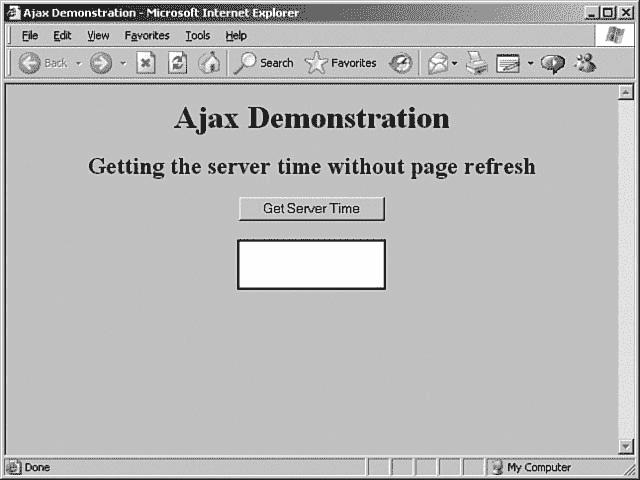 Ajax Demonstration - Microsoft Internet Explorer
File Edit View Favorites Tools Help
Back Search Favorites
Ajax Demonstration
Getting the server time without page refresh
Get Server Time
Done My Computer